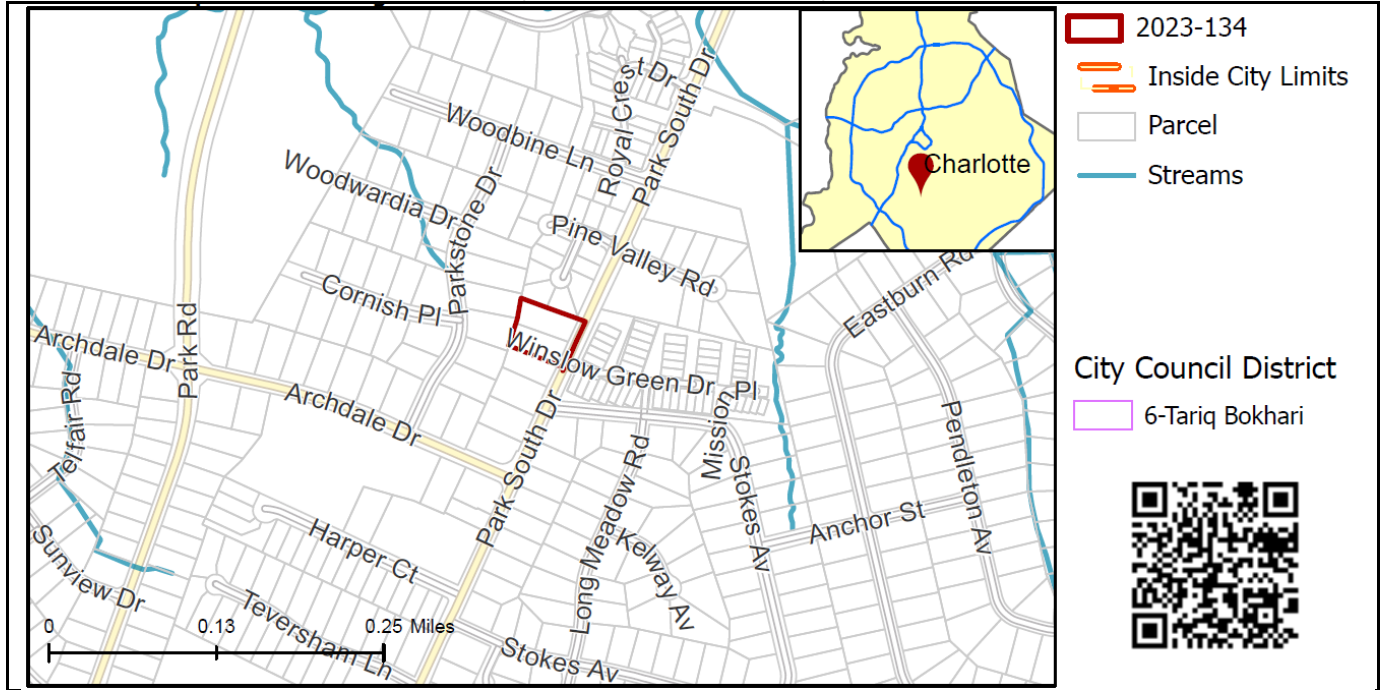 2023-134
Inside City Limits
Parcel
Streams
City Council District
6-Tariq Bokhari
Charlotte
Royal Crest Dr
Park South Dr
Woodbine Ln
Woodwardia Dr
Parkstone Dr
Pine Valley Rd
Cornish Pl
Park Rd
Archdale Dr
Archdale Dr
Telfair Rd
Winslow Green Dr
Mission Pl
Eastburn Rd
Pendleton Av
Park South Dr
Long Meadow Rd
Stokes Av
Anchor St
Kelway Av
Harper Ct
Sunview Dr
Teversham Ln
Stokes Av
0 0.13 0.25 Miles